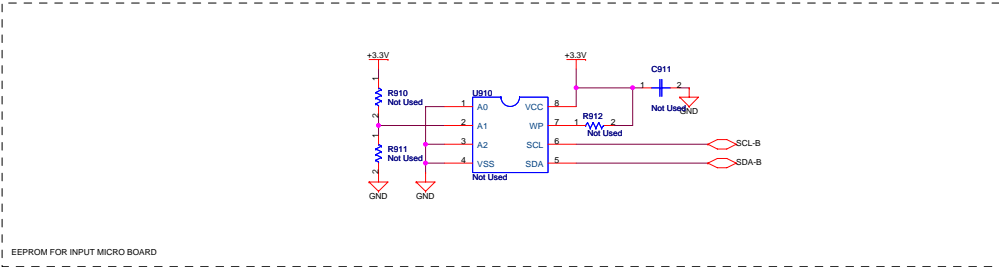 +3.3V
+3.3V
C911
1
2
1
R910
Not Used
2
U910
1
A0
VCC
8
Not Used
GND
R912
2
A1
WP
7
1
2
Not Used
1
R911
Not Used
2
3
A2
SCL
6
SCL-B
4
VSS
SDA
5
SDA-B
Not Used
GND
GND
EEPROM FOR INPUT MICRO BOARD